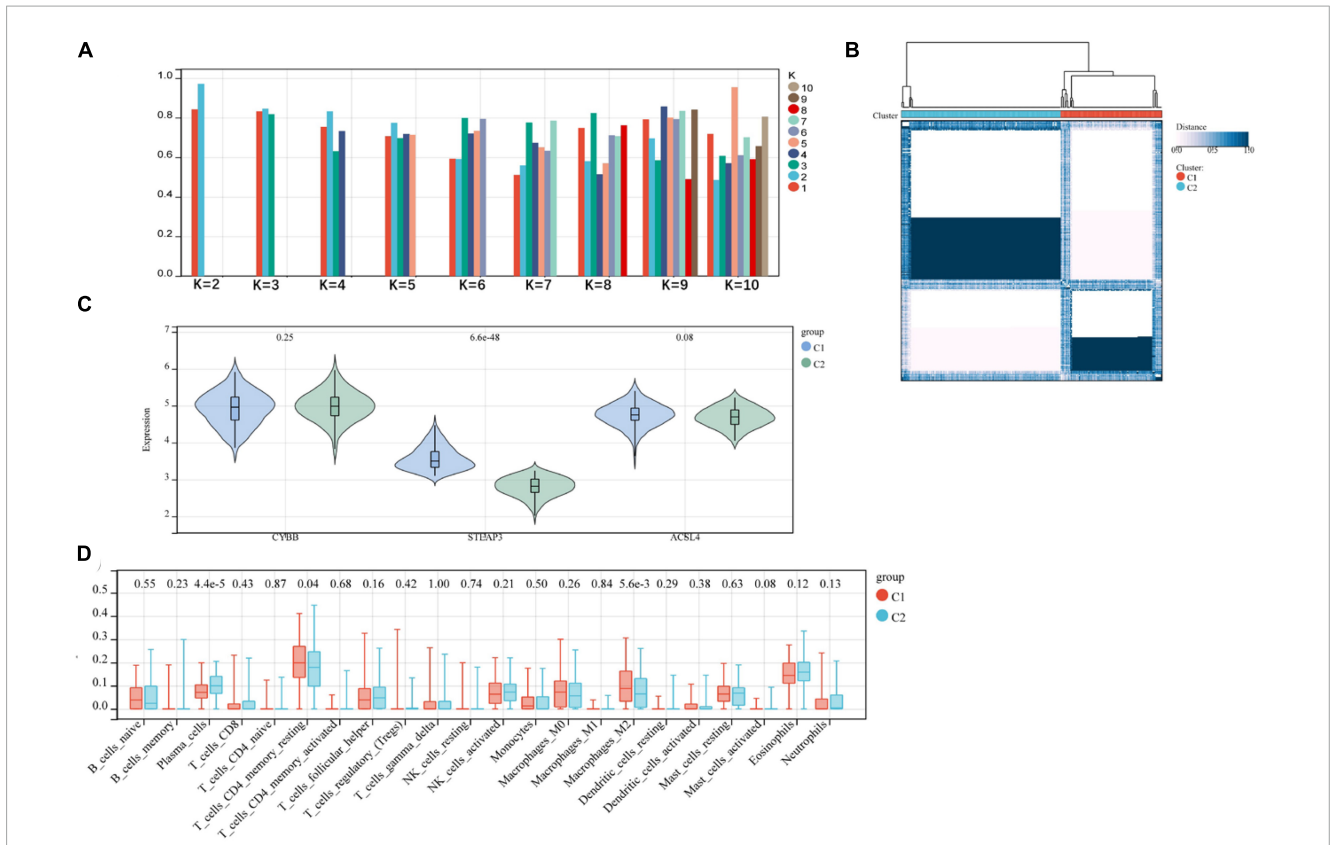 A
K
10
9
8
7
6
5
4
3
2
1
1.0
0.8
0.6
0.4
0.2
0.0
K=2 K=3 K=4 K=5 K=6 K=7 K=8 K=9 K=10
B
Cluster
Distance
0.0 0.5 1.0
Cluster:
C1
C2
C
7
6
5
4
3
2
Expression
0.25 6.6e-48 0.08
CYBB STEAP3 ACSL4
group
C1
C2
D
0.5
0.4
0.3
0.2
0.1
0.0
0.55 0.23 4.4e-5 0.43 0.87 0.04 0.68 0.16 0.42 1.00 0.74 0.21 0.50 0.26 0.84 5.6e-3 0.29 0.38 0.63 0.08 0.12 0.13
group
C1
C2
B_cells_naive
B_cells_memory
Plasma_cells
T_cells_CD8
T_cells_CD4_naive
T_cells_CD4_memory_resting
T_cells_CD4_memory_activated
T_cells_follicular_helper
T_cells_regulatory_(Tregs)
T_cells_gamma_delta
NK_cells_resting
NK_cells_activated
Monocytes
Macrophages_M0
Macrophages_M1
Macrophages_M2
Dendritic_cells_resting
Dendritic_cells_activated
Mast_cells_resting
Mast_cells_activated
Eosinophils
Neutrophils